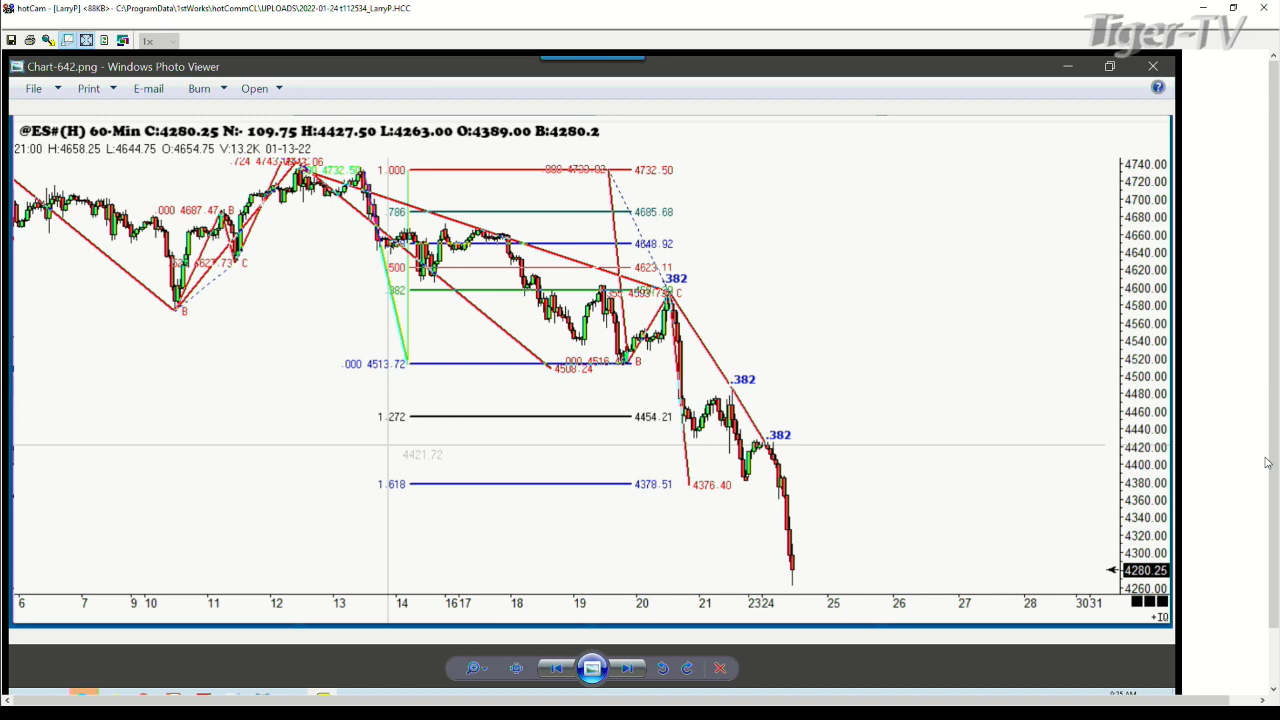 hotCam - [LarryP] <88KB>- C:\ProgramData\1stWorks\hotCommCL\UPLOADS\2022-01-24 t112534_LarryP.HCC
Tiger-TV
1x
Chart-642.png - Windows Photo Viewer
File Print E-mail Burn Open
@ES#(H) 60-Min C:4280.25 N:- 109.75 H:4427.50 L:4263.00 O:4389.00 B:4280.2
21:00 H:4658.25 L:4644.75 O:4654.75 V:13.2K 01-13-22
4740.00
4720.00
4700.00
4680.00
4660.00
4640.00
4620.00
4600.00
4580.00
4560.00
4540.00
4520.00
4500.00
4480.00
4460.00
4440.00
4420.00
4400.00
4380.00
4360.00
4340.00
4320.00
4300.00
4280.25
4260.00
1.000 4732.50
.786 4685.68
4648.92
.500 4623.11
.382
.000 4687.47 B
C
B
.382
C
.000 4513.72
4508.24
B
.382
1.272 4454.21
.382
4421.72
1.618 4378.51
4376.40
6 7 9 10 11 12 13 14 1617 18 19 20 21 2324 25 26 27 28 3031
+IQ